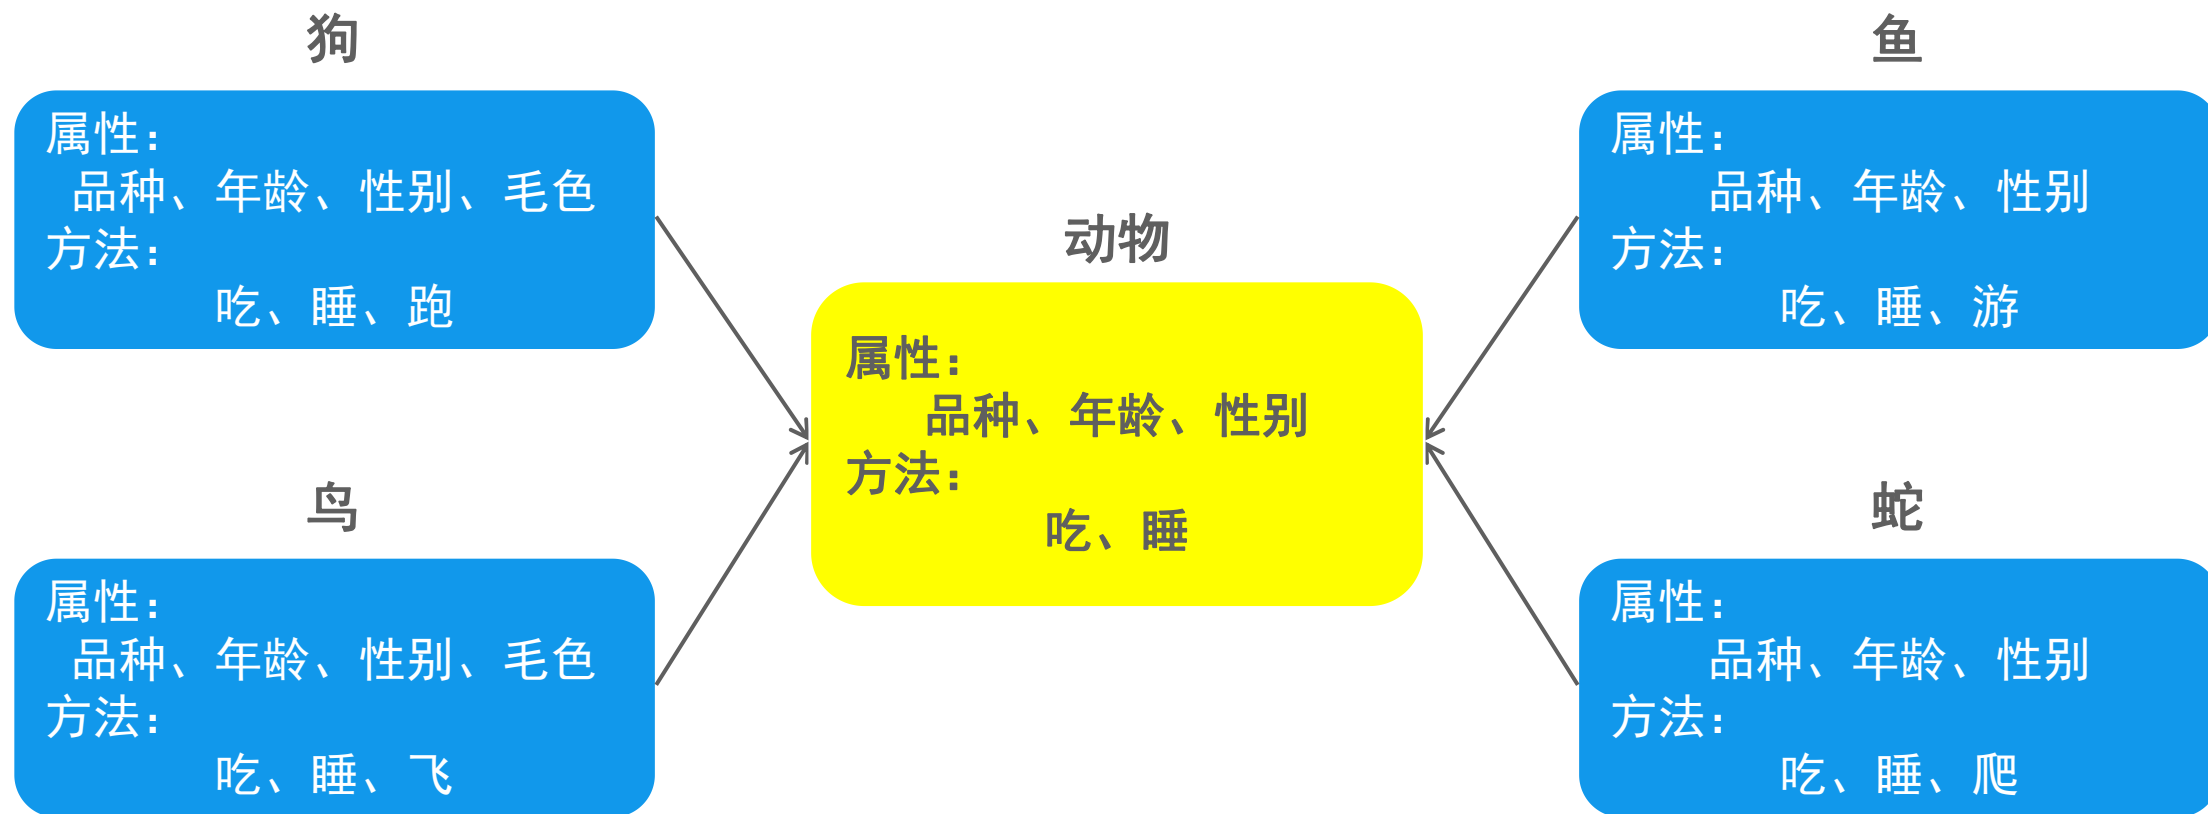 狗
属性：
品种、年龄、性别、毛色
方法：
吃、睡、跑
鸟
属性：
品种、年龄、性别、毛色
方法：
吃、睡、飞
动物
属性：
品种、年龄、性别
方法：
吃、睡
鱼
属性：
品种、年龄、性别
方法：
吃、睡、游
蛇
属性：
品种、年龄、性别
方法：
吃、睡、爬